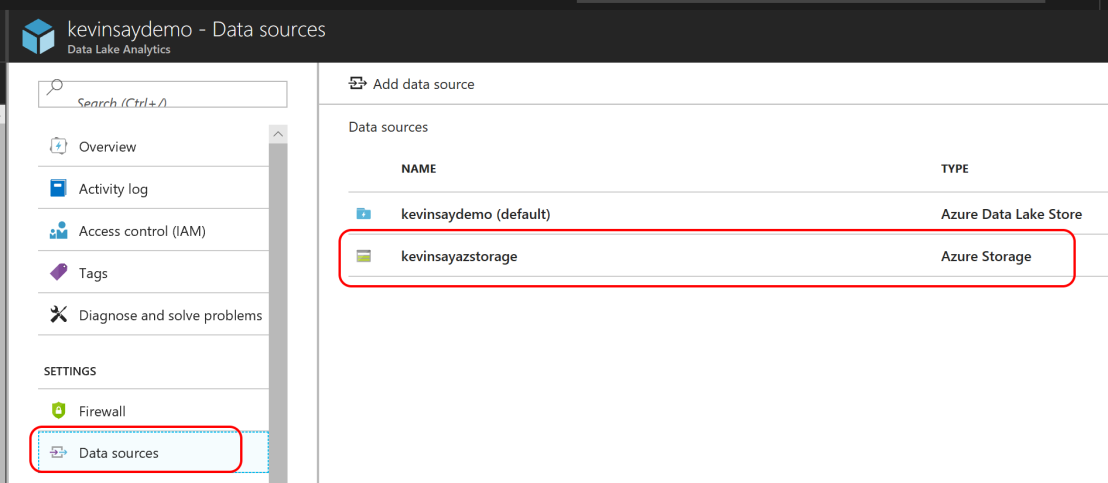 kevinsaydemo - Data sources
Data Lake Analytics
Search (Ctrl+/)
Overview
Activity log
Access control (IAM)
Tags
Diagnose and solve problems
SETTINGS
Firewall
Data sources
Add data source
Data sources
NAME TYPE
kevinsaydemo (default) Azure Data Lake Store
kevinsayazstorage Azure Storage